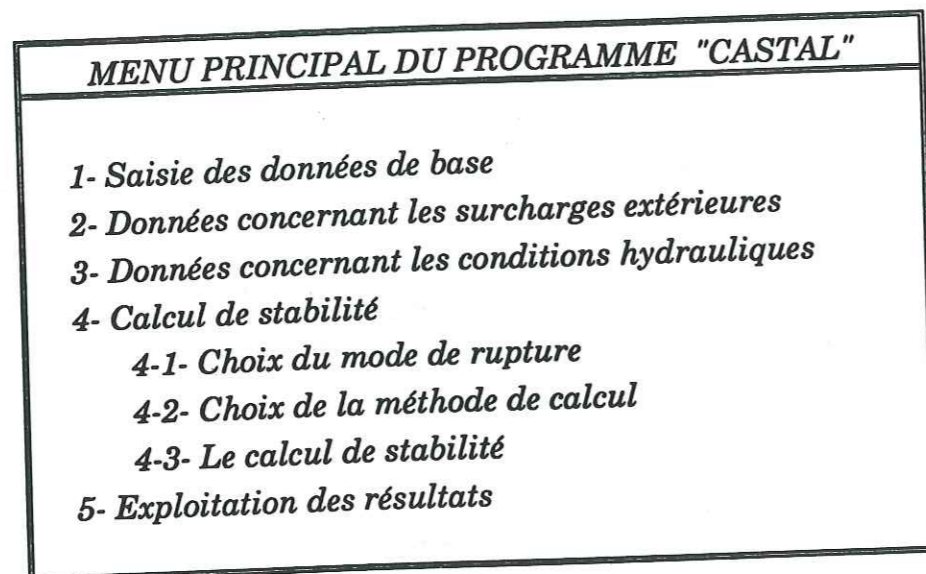 MENU PRINCIPAL DU PROGRAMME "CASTAL"
1- Saisie des données de base
2- Données concernant les surcharges extérieures
3- Données concernant les conditions hydrauliques
4- Calcul de stabilité
4-1- Choix du mode de rupture
4-2- Choix de la méthode de calcul
4-3- Le calcul de stabilité
5- Exploitation des résultats